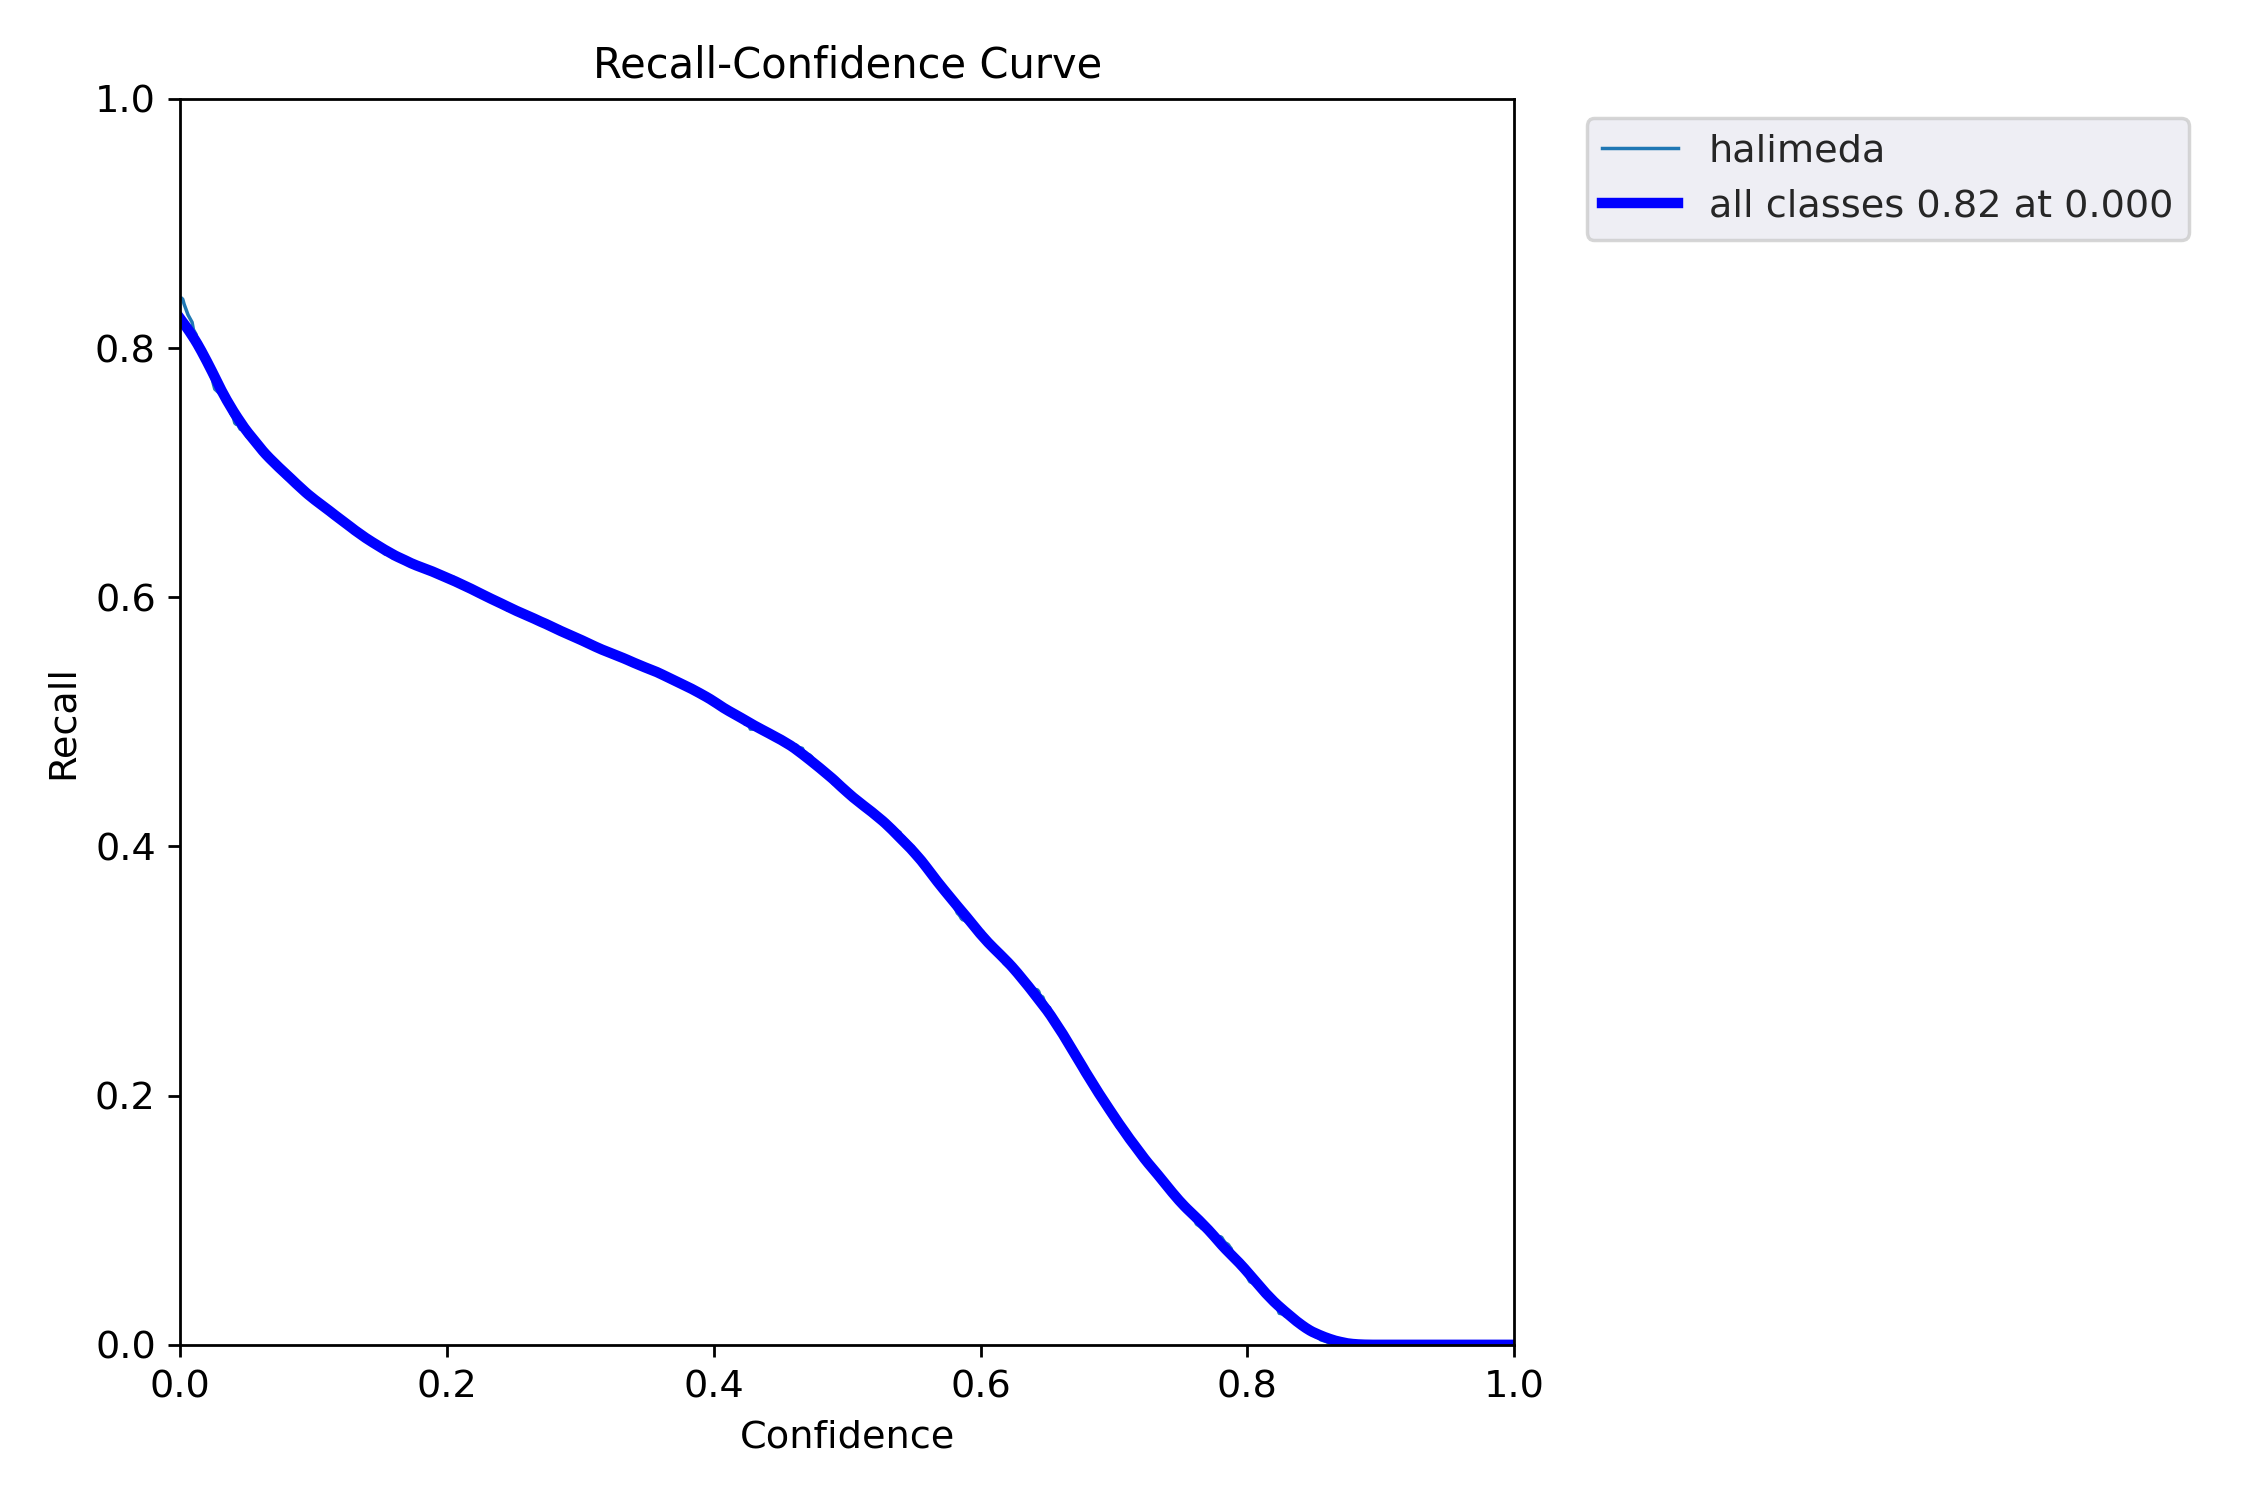 Recall-Confidence Curve
halimeda
all classes 0.82 at 0.000
1.0
0.8
0.6
0.4
0.2
0.0
Recall
0.0 0.2 0.4 0.6 0.8 1.0
Confidence